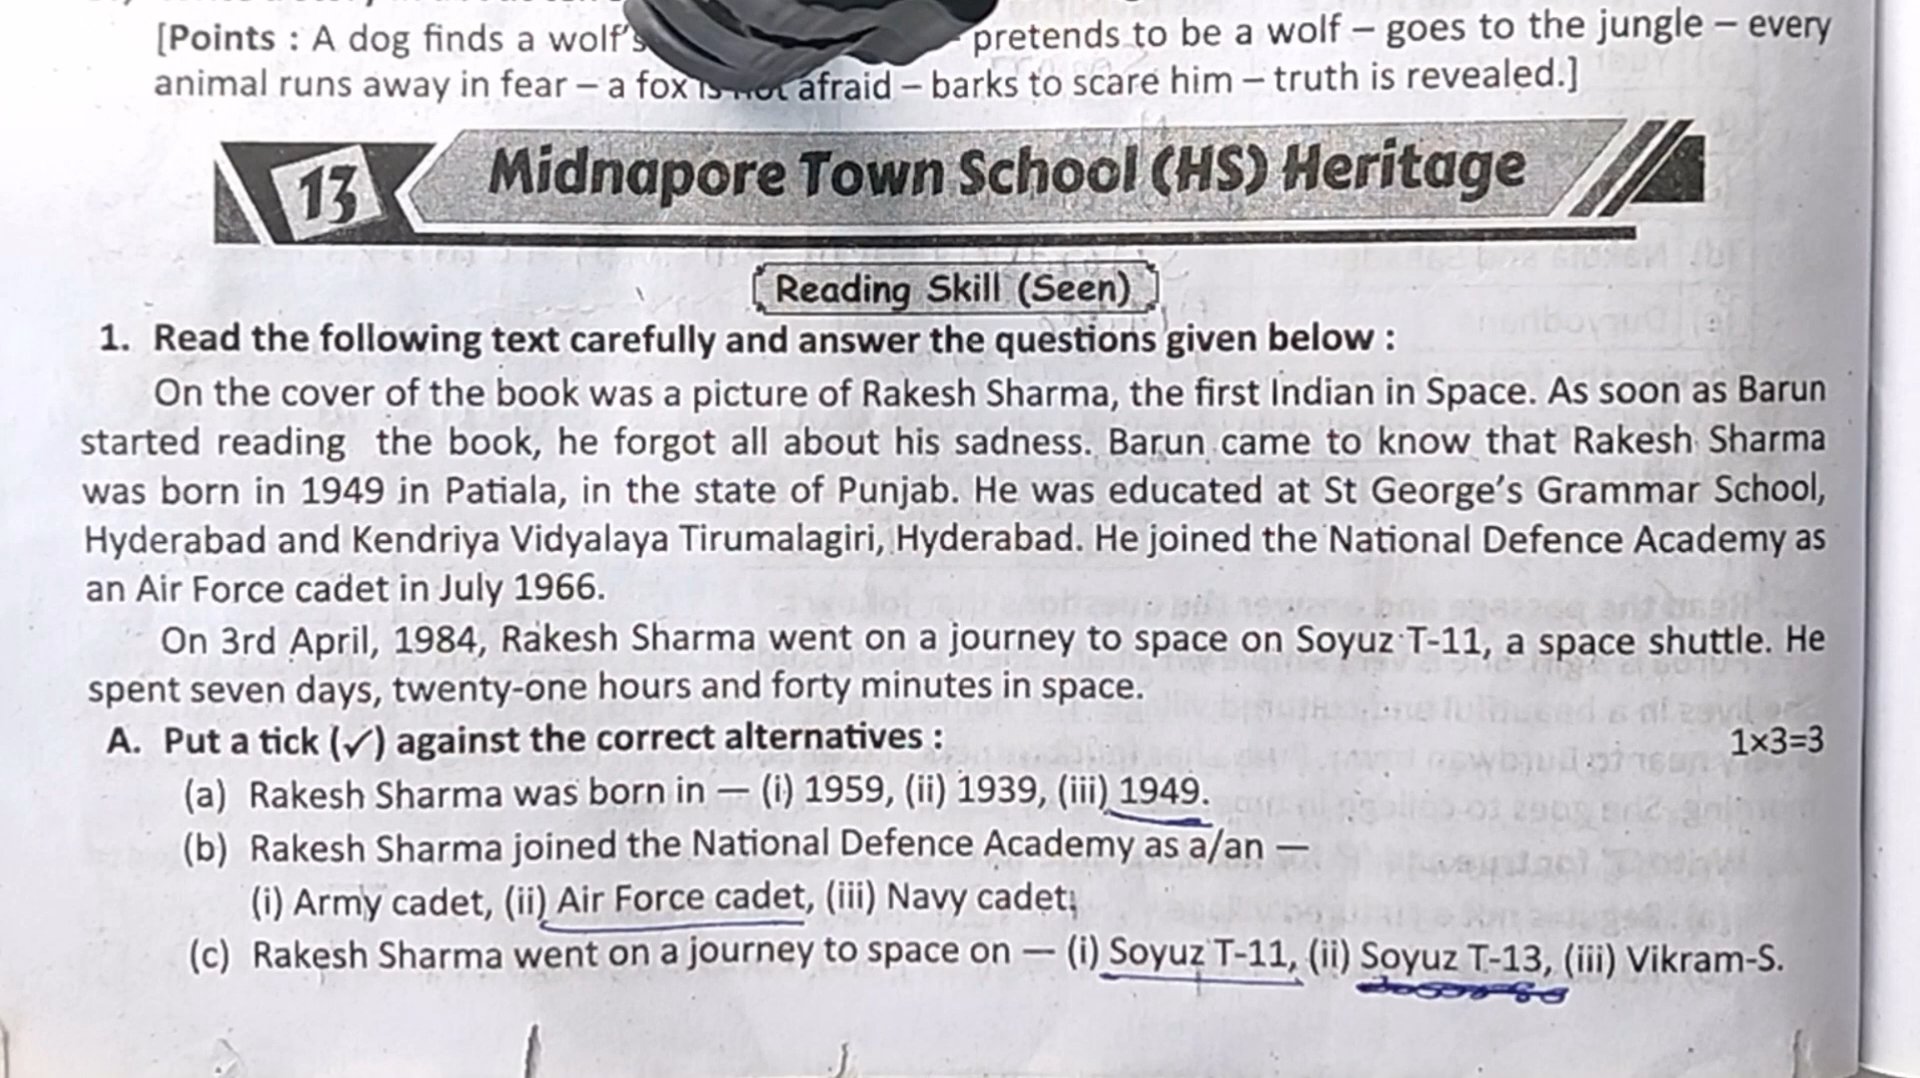 [Points : A dog finds a wolf's pretends to be a wolf – goes to the jungle – every
animal runs away in fear – a fox is not afraid – barks to scare him – truth is revealed.]
13 Midnapore Town School (HS) Heritage
Reading Skill (Seen)
1. Read the following text carefully and answer the questions given below :
On the cover of the book was a picture of Rakesh Sharma, the first Indian in Space. As soon as Barun
started reading the book, he forgot all about his sadness. Barun came to know that Rakesh Sharma
was born in 1949 in Patiala, in the state of Punjab. He was educated at St George's Grammar School,
Hyderabad and Kendriya Vidyalaya Tirumalagiri, Hyderabad. He joined the National Defence Academy as
an Air Force cadet in July 1966.
On 3rd April, 1984, Rakesh Sharma went on a journey to space on Soyuz T-11, a space shuttle. He
spent seven days, twenty-one hours and forty minutes in space.
A. Put a tick (✓) against the correct alternatives : 1×3=3
(a) Rakesh Sharma was born in — (i) 1959, (ii) 1939, (iii) 1949.
(b) Rakesh Sharma joined the National Defence Academy as a/an —
(i) Army cadet, (ii) Air Force cadet, (iii) Navy cadet.
(c) Rakesh Sharma went on a journey to space on — (i) Soyuz T-11, (ii) Soyuz T-13, (iii) Vikram-S.